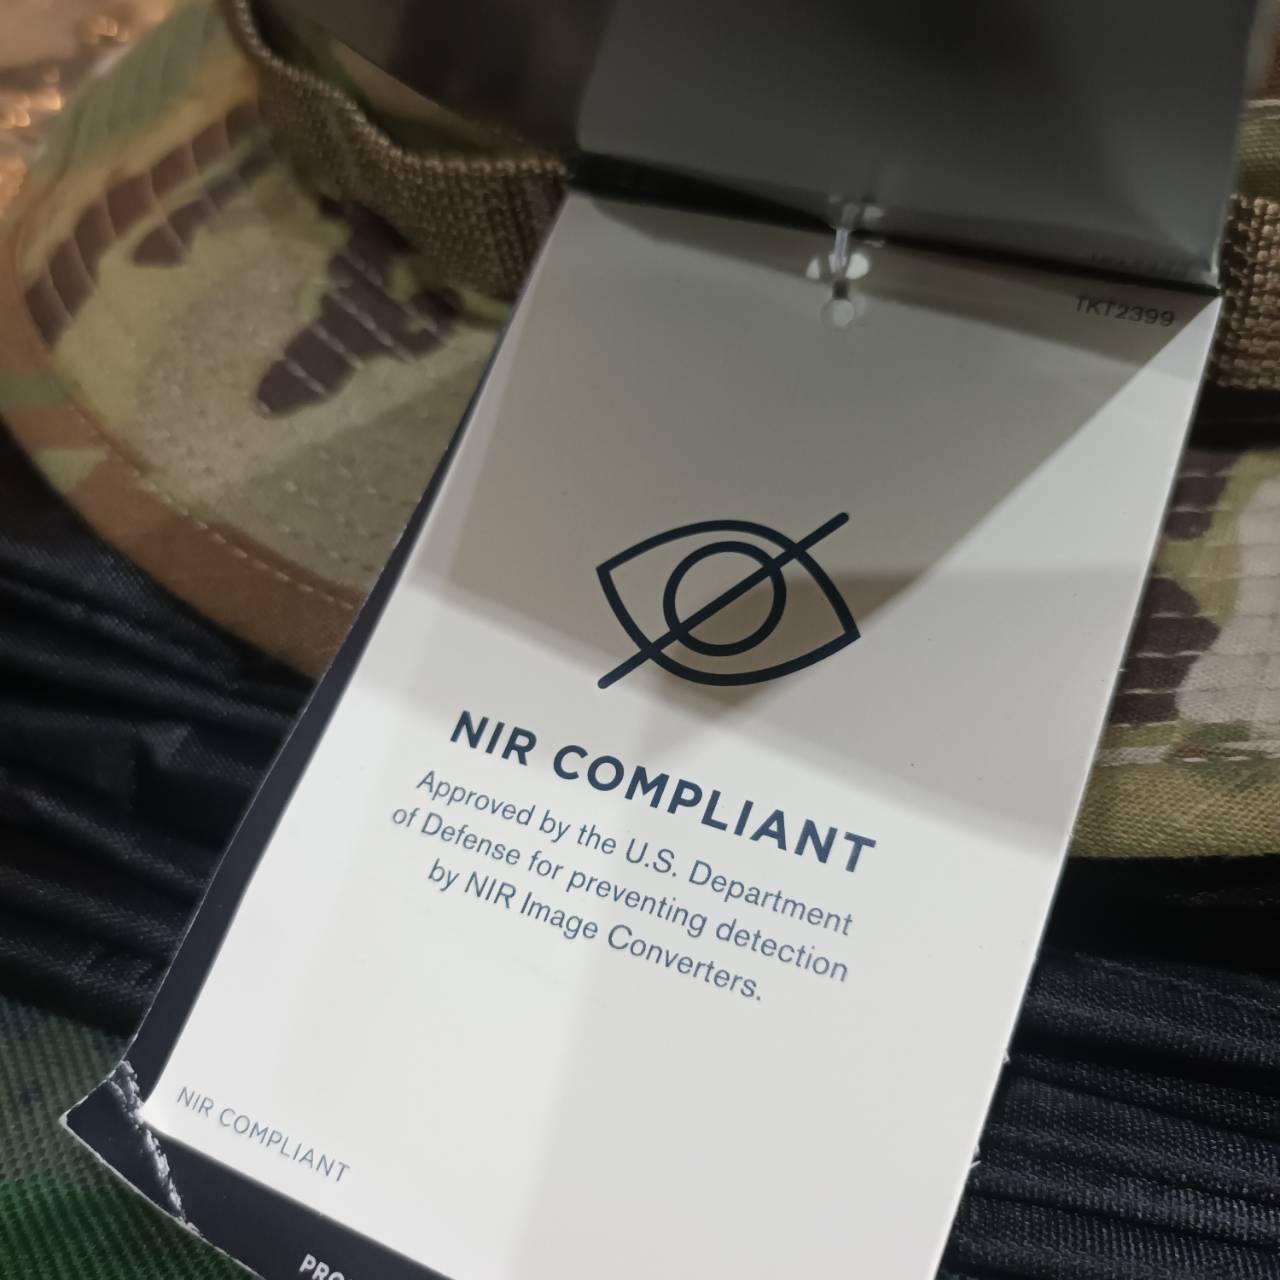 TKT2399
NIR COMPLIANT
Approved by the U.S. Department
of Defense for preventing detection
by NIR Image Converters.
NIR COMPLIANT